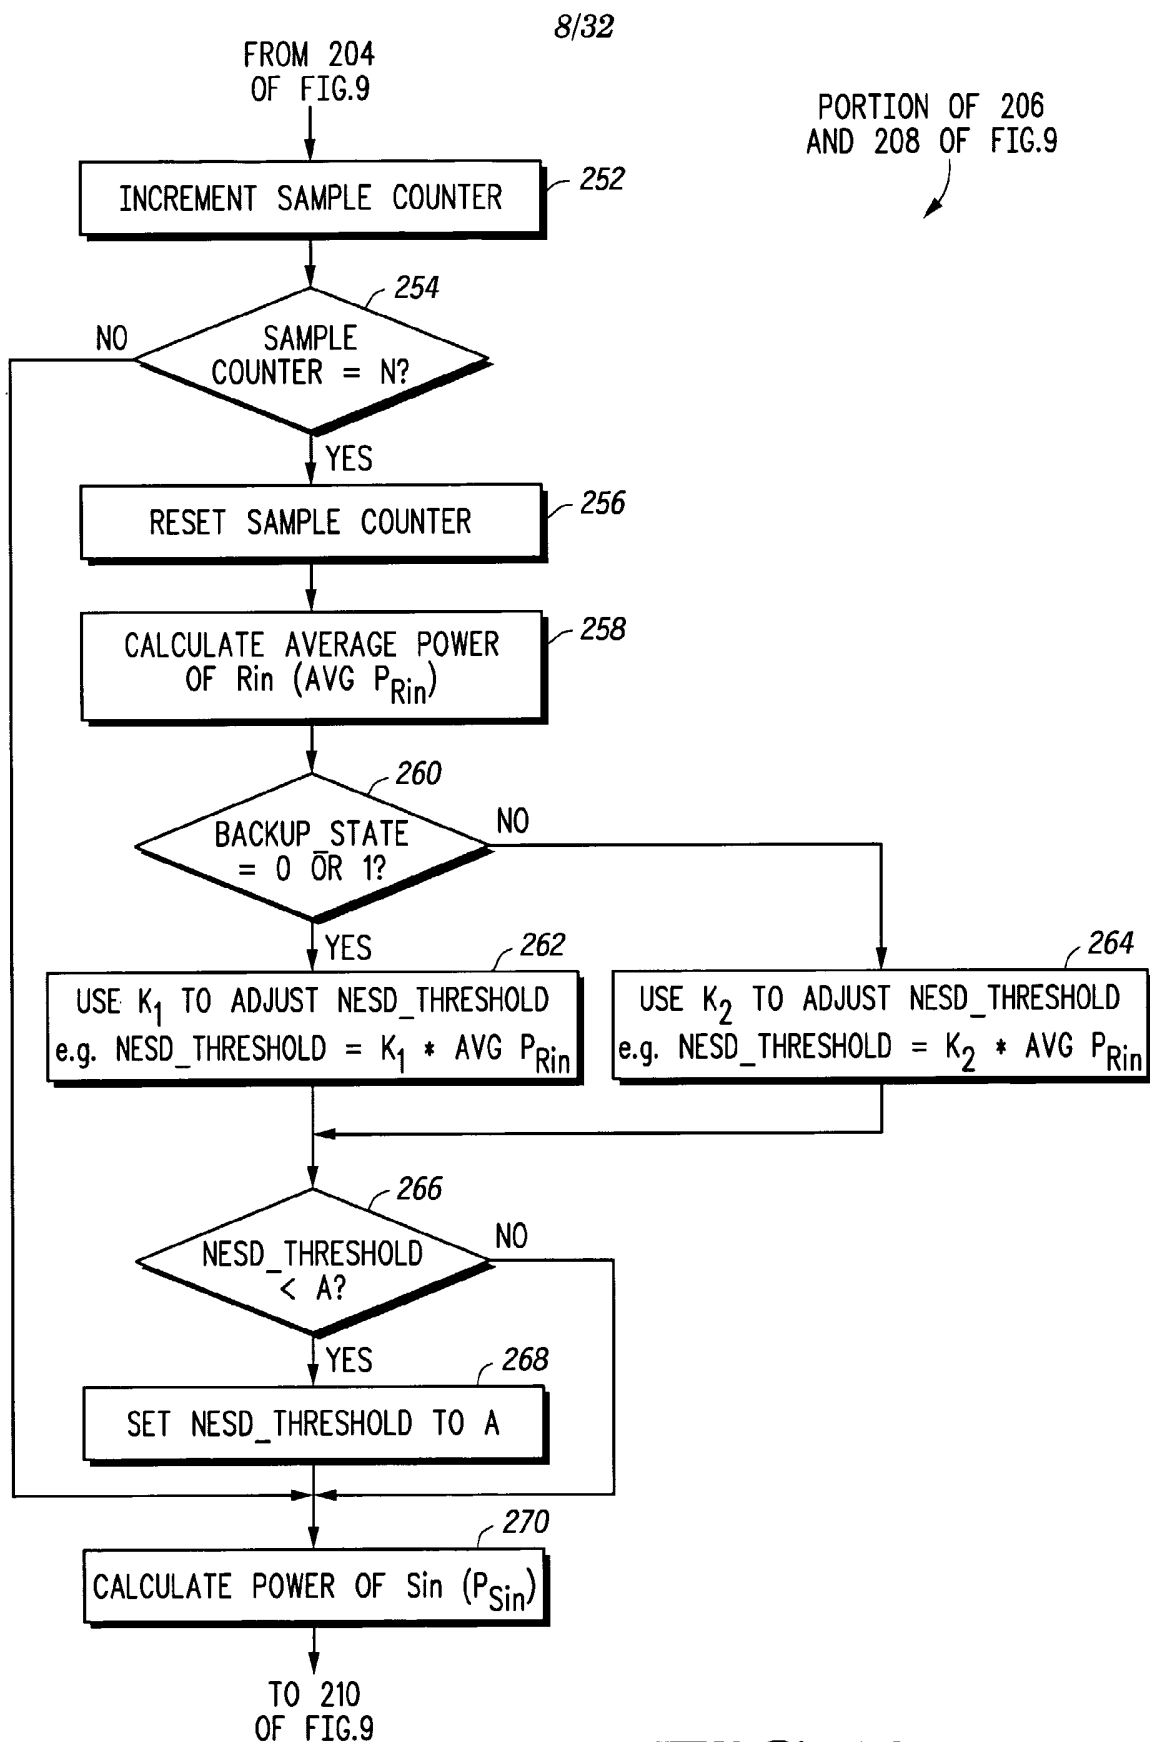 8/32
FROM 204
OF FIG.9
PORTION OF 206
AND 208 OF FIG.9
INCREMENT SAMPLE COUNTER
252
254
NO
SAMPLE
COUNTER = N?
YES
RESET SAMPLE COUNTER
256
CALCULATE AVERAGE POWER
OF Rin (AVG PRin)
258
260
BACKUP_STATE
= 0 OR 1?
NO
YES
262
USE K1 TO ADJUST NESD_THRESHOLD
e.g. NESD_THRESHOLD = K1 * AVG PRin
264
USE K2 TO ADJUST NESD_THRESHOLD
e.g. NESD_THRESHOLD = K2 * AVG PRin
266
NESD_THRESHOLD
< A?
NO
YES
268
SET NESD_THRESHOLD TO A
270
CALCULATE POWER OF Sin (PSin)
TO 210
OF FIG.9